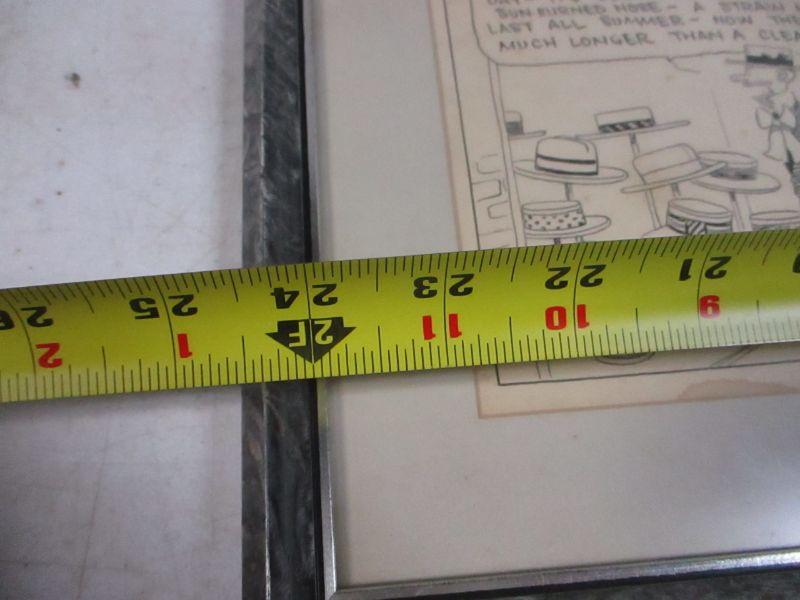 SUN-BURNED NOSE - A STRAW
LAST ALL SUMMER - NOW THE
MUCH LONGER THAN A CLEA
25 24 23 22 21
2 1 2F 11 10 9